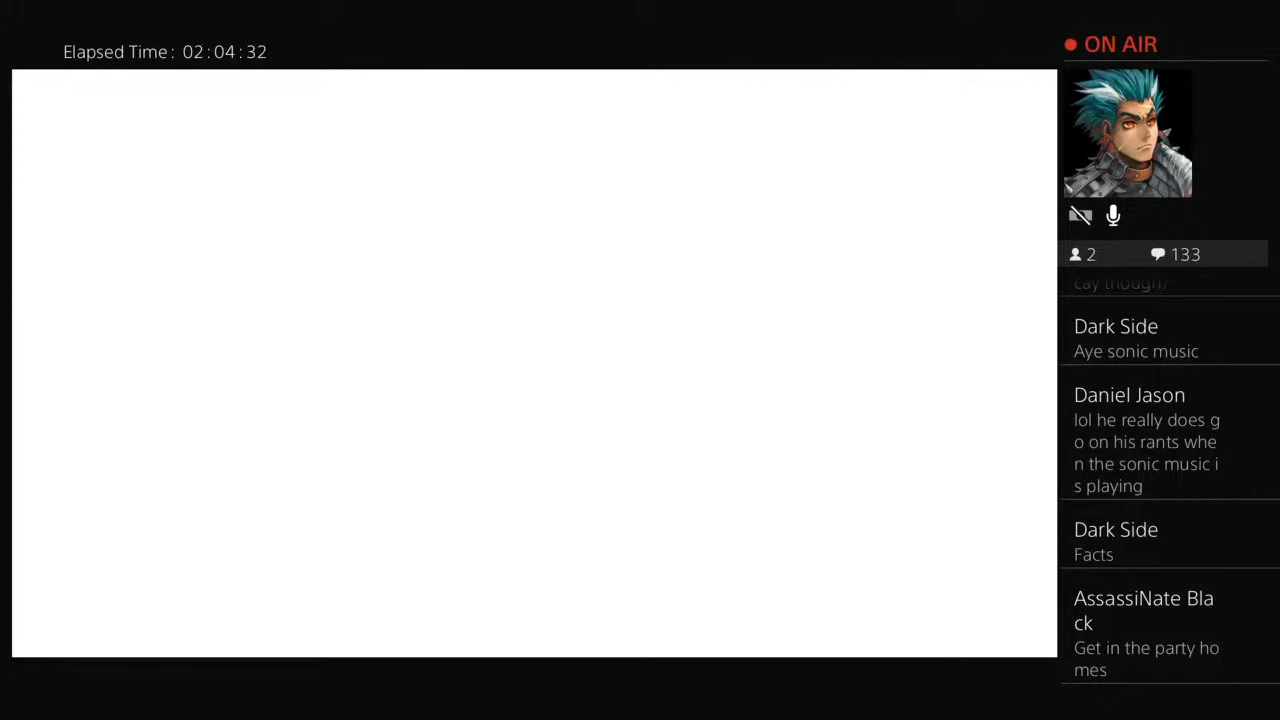 Elapsed Time: 02:04:32
ON AIR
2 133
cay though?
Dark Side
Aye sonic music
Daniel Jason
lol he really does g
o on his rants whe
n the sonic music i
s playing
Dark Side
Facts
AssassiNate Bla
ck
Get in the party ho
mes